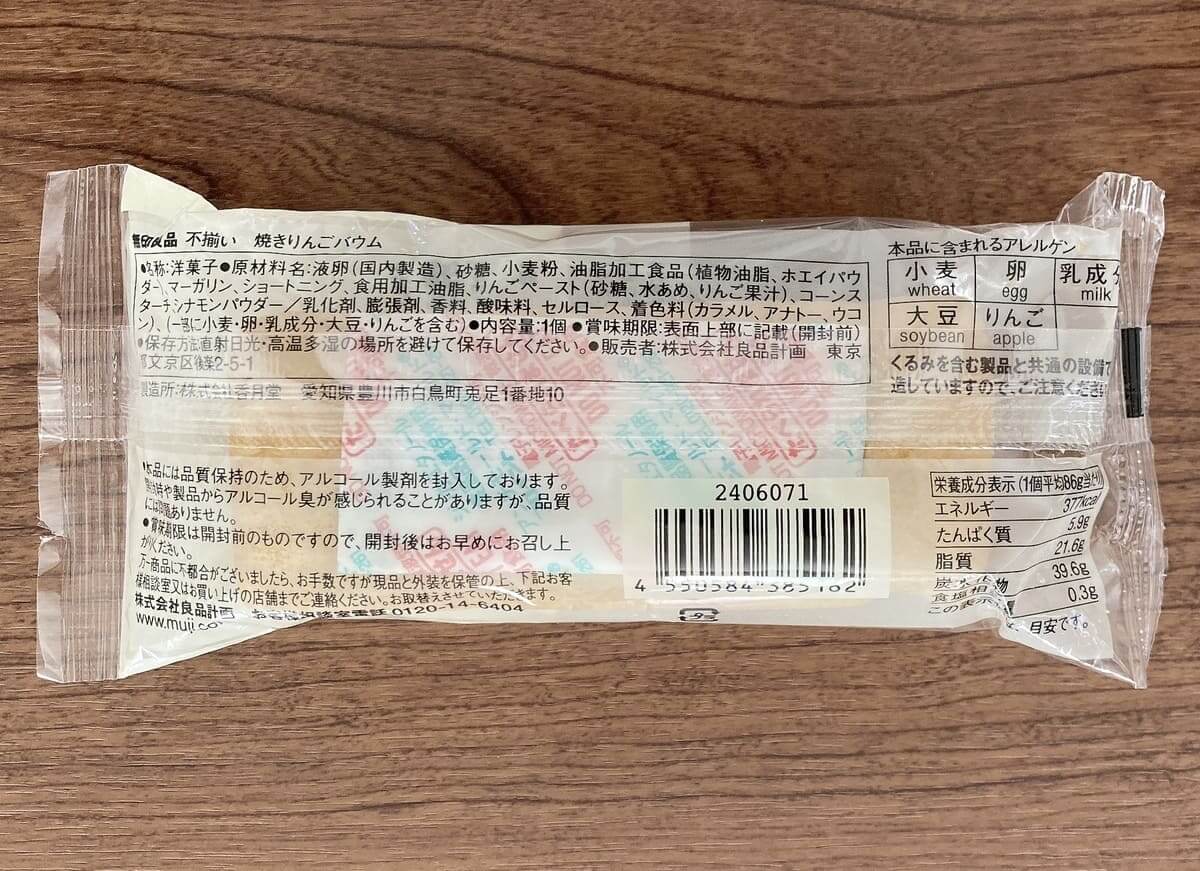 無印良品 不揃い 焼きりんごバウム
●名称:洋菓子●原材料名:液卵(国内製造)、砂糖、小麦粉、油脂加工食品(植物油脂、ホエイパウ
ダー)、マーガリン、ショートニング、食用加工油脂、りんごペースト(砂糖、水あめ、りんご果汁)、コーンス
ターチ、シナモンパウダー/乳化剤、膨張剤、香料、酸味料、セルロース、着色料(カラメル、アナトー、ウコ
ン)、(一部に小麦・卵・乳成分・大豆・りんごを含む)●内容量:1個 ●賞味期限:表面上部に記載(開封前)
●保存方法:直射日光・高温多湿の場所を避けて保存してください。●販売者:株式会社良品計画 東京
都文京区後楽2-5-1
製造所:株式会社香月堂 愛知県豊川市白鳥町兎足1番地10
本品に含まれるアレルゲン
小麦 卵 乳成分
wheat egg milk
大豆 りんご
soybean apple
くるみを含む製品と共通の設備で
造していますので、ご注意くださ
●本品には品質保持のため、アルコール製剤を封入しております。
開封時や製品からアルコール臭が感じられることがありますが、品質
には問題ありません。
●賞味期限は開封前のものですので、開封後はお早めにお召し上
がりください。
万一商品に不都合がございましたら、お手数ですが現品と外装を保管の上、下記お客
様相談室又はお買い上げの店舗までご連絡ください。お取替えさせていただきます。
株式会社良品計画 お客様相談室電話 0120-14-6404
www.muji.co
2406071
4 550584 385162
栄養成分表示(1個平均86g当たり)
エネルギー 377kcal
たんぱく質 5.9g
脂質 21.6g
炭水化物 39.6g
食塩相 0.3g
この表示 目安です。